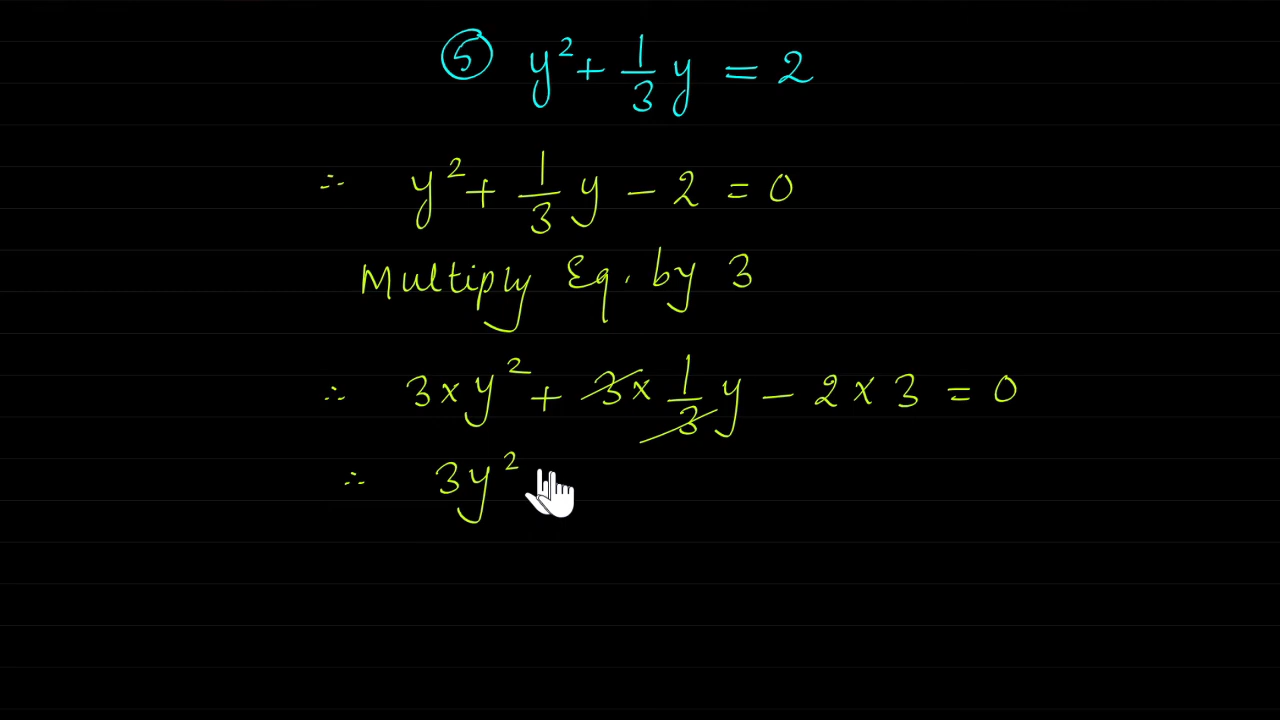 ⑤ y² + 1/3 y = 2
∴ y² + 1/3 y - 2 = 0
Multiply Eq. by 3
∴ 3 × y² + 3 × 1/3 y - 2 × 3 = 0
∴ 3y²